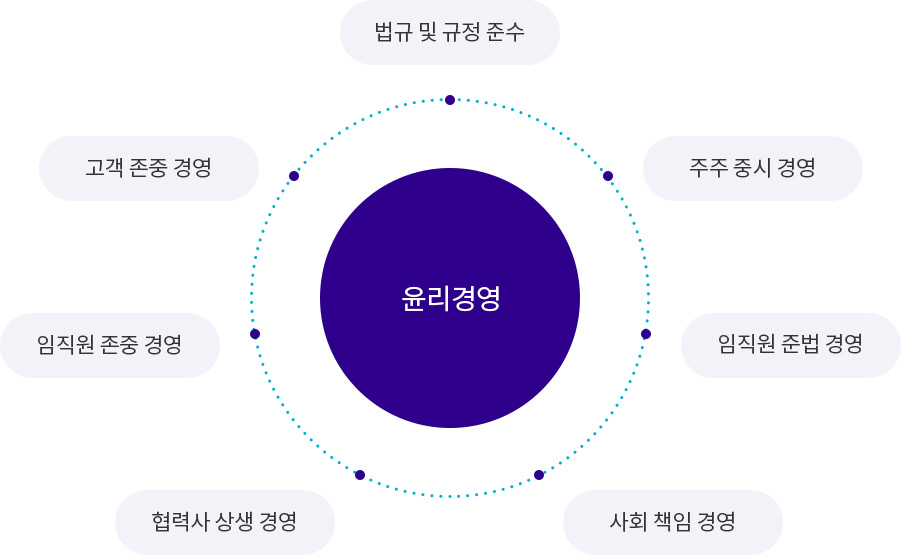 법규 및 규정 준수
고객 존중 경영
주주 중시 경영
윤리경영
임직원 존중 경영
임직원 준법 경영
협력사 상생 경영
사회 책임 경영